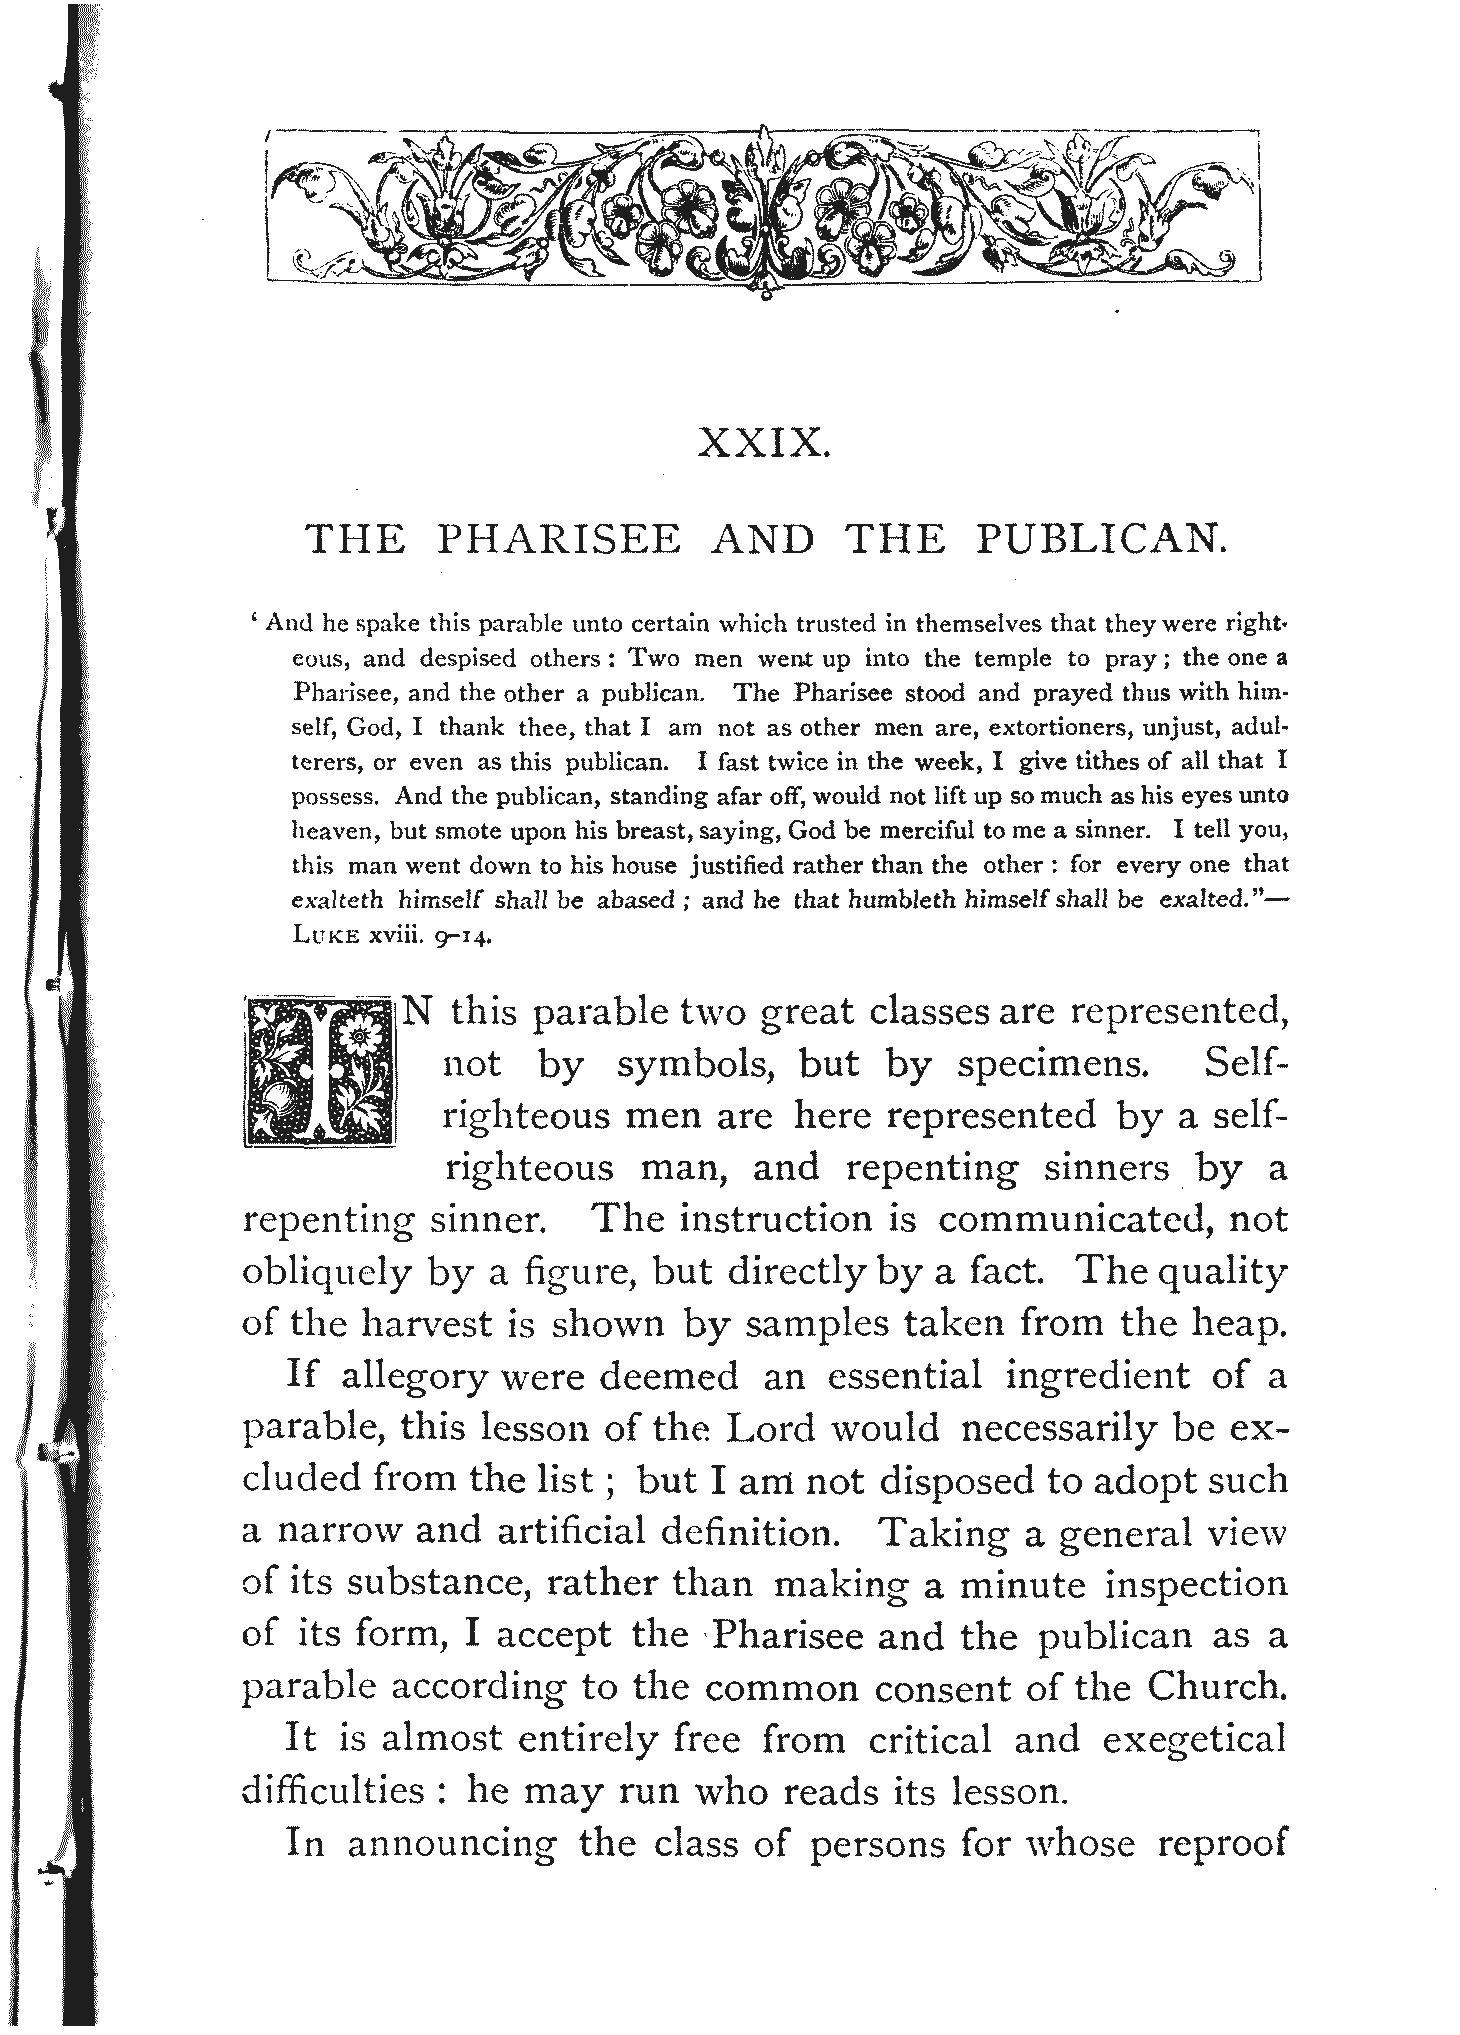 XXIX.
THE PHARISEE AND THE PUBLICAN.
‘ And he spake this parable unto certain which trusted in themselves that they were right-
eous, and despised others : Two men went up into the temple to pray ; the one a
Pharisee, and the other a publican. The Pharisee stood and prayed thus with him-
self, God, I thank thee, that I am not as other men are, extortioners, unjust, adul-
terers, or even as this publican. I fast twice in the week, I give tithes of all that I
possess. And the publican, standing afar off, would not lift up so much as his eyes unto
heaven, but smote upon his breast, saying, God be merciful to me a sinner. I tell you,
this man went down to his house justified rather than the other : for every one that
exalteth himself shall be abased ; and he that humbleth himself shall be exalted.”—
LUKE xviii. 9–14.
IN this parable two great classes are represented,
not by symbols, but by specimens. Self-
righteous men are here represented by a self-
righteous man, and repenting sinners by a
repenting sinner. The instruction is communicated, not
obliquely by a figure, but directly by a fact. The quality
of the harvest is shown by samples taken from the heap.
If allegory were deemed an essential ingredient of a
parable, this lesson of the Lord would necessarily be ex-
cluded from the list ; but I am not disposed to adopt such
a narrow and artificial definition. Taking a general view
of its substance, rather than making a minute inspection
of its form, I accept the Pharisee and the publican as a
parable according to the common consent of the Church.
It is almost entirely free from critical and exegetical
difficulties : he may run who reads its lesson.
In announcing the class of persons for whose reproof